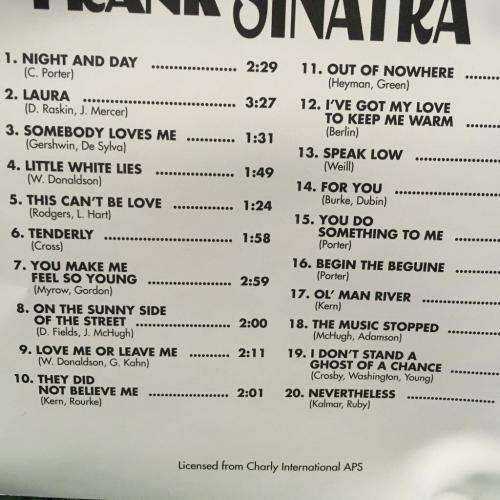 FRANK SINATRA
1. NIGHT AND DAY .................... 2:29
(C. Porter)
2. LAURA .................... 3:27
(D. Raskin, J. Mercer)
3. SOMEBODY LOVES ME ............ 1:31
(Gershwin, De Sylva)
4. LITTLE WHITE LIES .................. 1:49
(W. Donaldson)
5. THIS CAN'T BE LOVE ............. 1:24
(Rodgers, L. Hart)
6. TENDERLY ............................ 1:58
(Cross)
7. YOU MAKE ME
FEEL SO YOUNG .................. 2:59
(Myrow, Gordon)
8. ON THE SUNNY SIDE
OF THE STREET .................... 2:00
(D. Fields, J. McHugh)
9. LOVE ME OR LEAVE ME .......... 2:11
(W. Donaldson, G. Kahn)
10. THEY DID
NOT BELIEVE ME .................. 2:01
(Kern, Rourke)
11. OUT OF NOWHERE ..........
(Heyman, Green)
12. I'VE GOT MY LOVE
TO KEEP ME WARM ........
(Berlin)
13. SPEAK LOW ....................
(Weill)
14. FOR YOU ........................
(Burke, Dubin)
15. YOU DO
SOMETHING TO ME ..........
(Porter)
16. BEGIN THE BEGUINE ..........
(Porter)
17. OL' MAN RIVER ..............
(Kern)
18. THE MUSIC STOPPED ..........
(McHugh, Adamson)
19. I DON'T STAND A
GHOST OF A CHANCE ........
(Crosby, Washington, Young)
20. NEVERTHELESS ................
(Kalmar, Ruby)
Licensed from Charly International APS